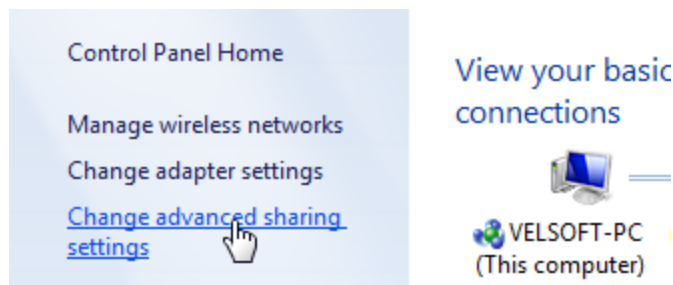 Control Panel Home
Manage wireless networks
Change adapter settings
Change advanced sharing
settings
View your basic
connections
VELSOFT-PC
(This computer)